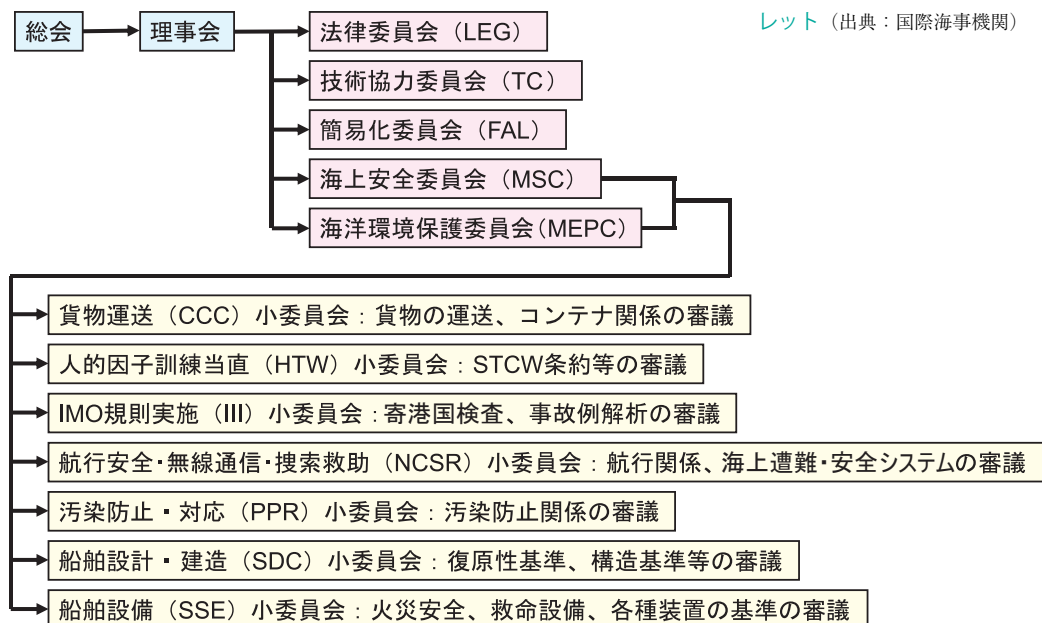 総会
理事会
法律委員会（LEG）
レット（出典：国際海事機関）
技術協力委員会（TC）
簡易化委員会（FAL）
海上安全委員会（MSC）
海洋環境保護委員会（MEPC）
貨物運送（CCC）小委員会：貨物の運送、コンテナ関係の審議
人的因子訓練当直（HTW）小委員会：STCW条約等の審議
IMO規則実施（III）小委員会：寄港国検査、事故例解析の審議
航行安全・無線通信・捜索救助（NCSR）小委員会：航行関係、海上遭難・安全システムの審議
汚染防止・対応（PPR）小委員会：汚染防止関係の審議
船舶設計・建造（SDC）小委員会：復原性基準、構造基準等の審議
船舶設備（SSE）小委員会：火災安全、救命設備、各種装置の基準の審議